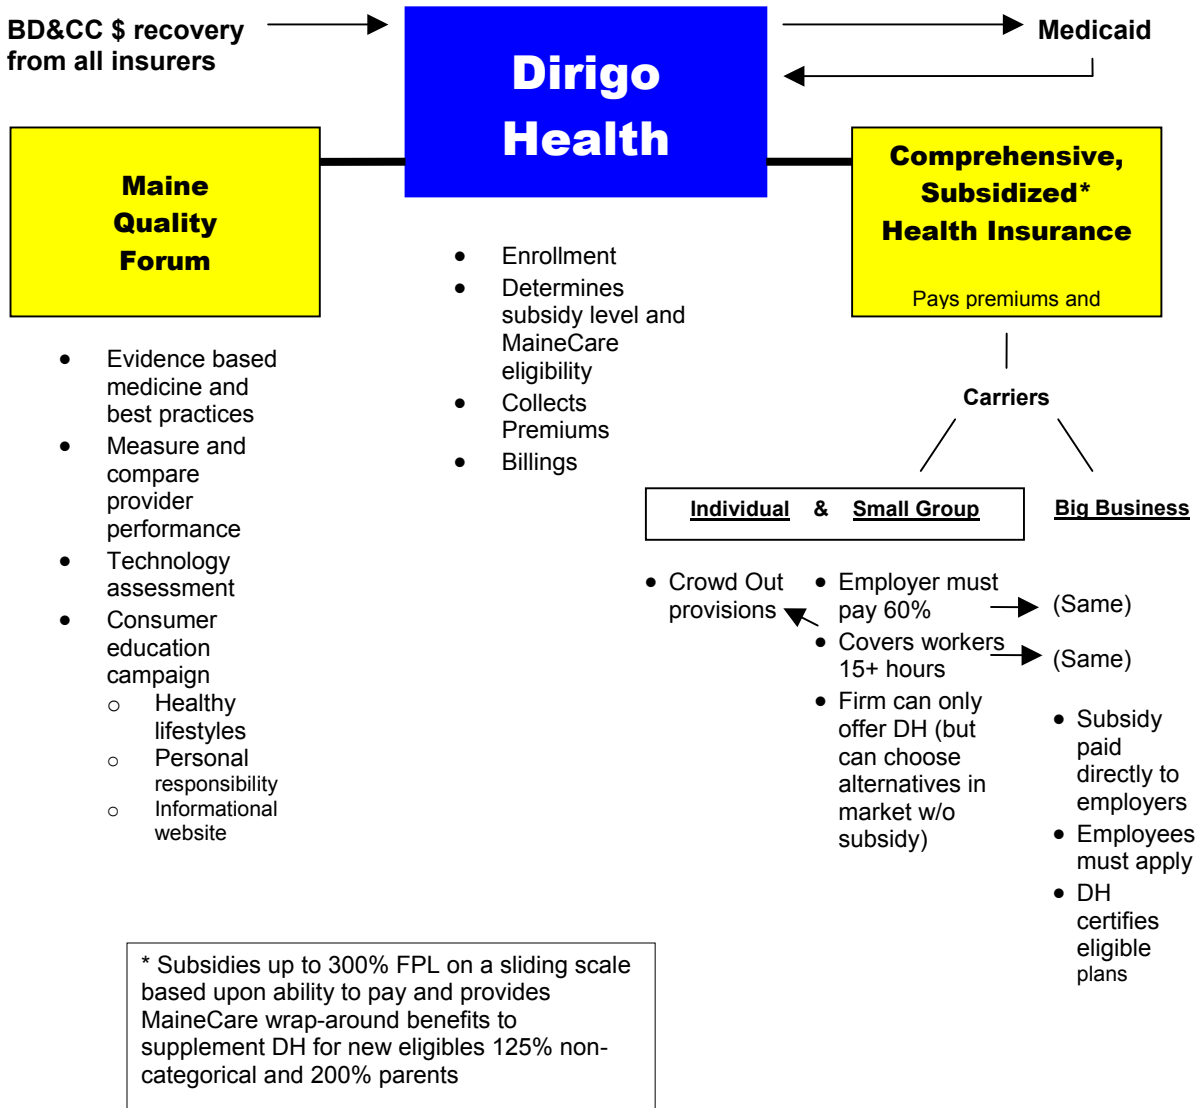 BD&CC $ recovery
from all insurers
Dirigo
Health
Medicaid
Maine
Quality
Forum
Comprehensive,
Subsidized*
Health Insurance
Pays premiums and
• Evidence based
medicine and
best practices
• Measure and
compare
provider
performance
• Technology
assessment
• Consumer
education
campaign
o Healthy
lifestyles
o Personal
responsibility
o Informational
website
• Enrollment
• Determines
subsidy level and
MaineCare
eligibility
• Collects
Premiums
• Billings
Carriers
Individual & Small Group
Big Business
• Crowd Out
provisions
• Employer must
pay 60%
• Covers workers
15+ hours
• Firm can only
offer DH (but
can choose
alternatives in
market w/o
subsidy)
(Same)
(Same)
• Subsidy
paid
directly to
employers
• Employees
must apply
• DH
certifies
eligible
plans
* Subsidies up to 300% FPL on a sliding scale
based upon ability to pay and provides
MaineCare wrap-around benefits to
supplement DH for new eligibles 125% non-
categorical and 200% parents